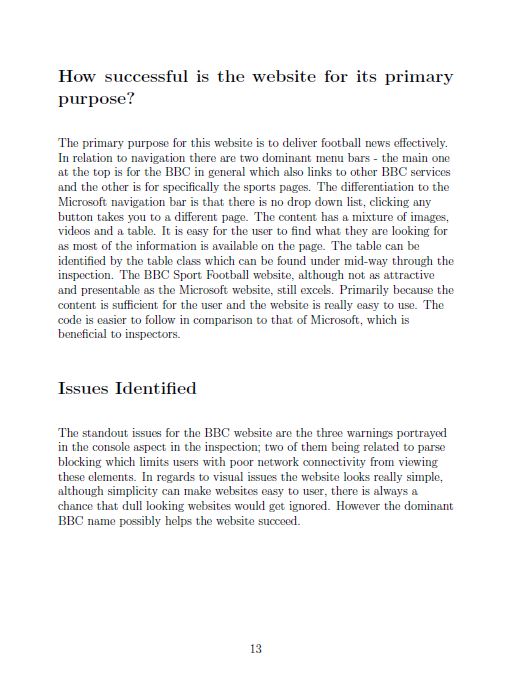 How successful is the website for its primary
purpose?
The primary purpose for this website is to deliver football news effectively.
In relation to navigation there are two dominant menu bars - the main one
at the top is for the BBC in general which also links to other BBC services
and the other is for specifically the sports pages. The differentiation to the
Microsoft navigation bar is that there is no drop down list, clicking any
button takes you to a different page. The content has a mixture of images,
videos and a table. It is easy for the user to find what they are looking for
as most of the information is available on the page. The table can be
identified by the table class which can be found under mid-way through the
inspection. The BBC Sport Football website, although not as attractive
and presentable as the Microsoft website, still excels. Primarily because the
content is sufficient for the user and the website is really easy to use. The
code is easier to follow in comparison to that of Microsoft, which is
beneficial to inspectors.
Issues Identified
The standout issues for the BBC website are the three warnings portrayed
in the console aspect in the inspection; two of them being related to parse
blocking which limits users with poor network connectivity from viewing
these elements. In regards to visual issues the website looks really simple,
although simplicity can make websites easy to user, there is always a
chance that dull looking websites would get ignored. However the dominant
BBC name possibly helps the website succeed.
13